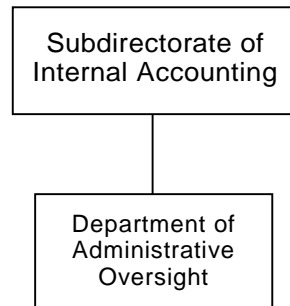 Subdirectorate of
Internal Accounting
Department of
Administrative
Oversight